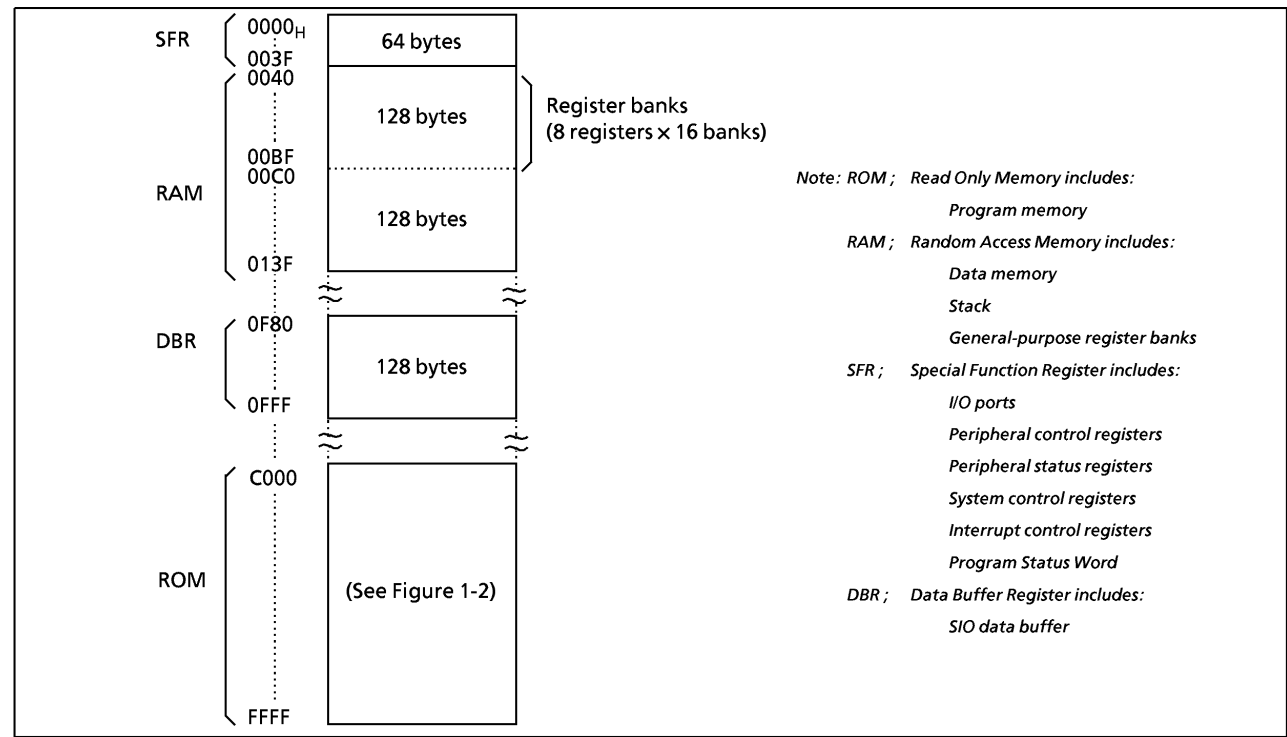 SFR
0000H
003F
64 bytes
RAM
0040
00BF
128 bytes
Register banks
(8 registers × 16 banks)
00C0
013F
128 bytes
DBR
0F80
0FFF
128 bytes
ROM
C000
FFFF
(See Figure 1-2)
Note: ROM ; Read Only Memory includes:
Program memory
RAM ; Random Access Memory includes:
Data memory
Stack
General-purpose register banks
SFR ; Special Function Register includes:
I/O ports
Peripheral control registers
Peripheral status registers
System control registers
Interrupt control registers
Program Status Word
DBR ; Data Buffer Register includes:
SIO data buffer